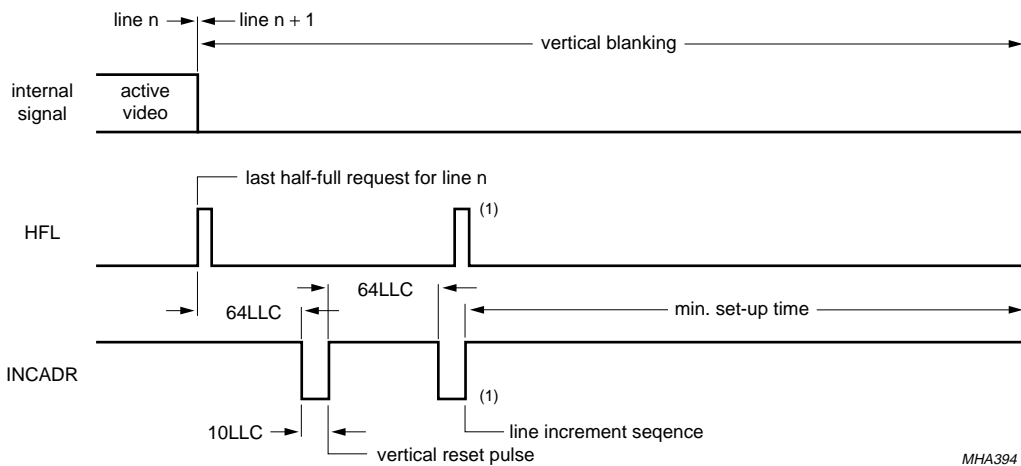 line n
line n + 1
vertical blanking
internal
signal
active
video
last half-full request for line n
HFL
(1)
64LLC
64LLC
min. set-up time
INCADR
(1)
10LLC
line increment seqence
vertical reset pulse
MHA394